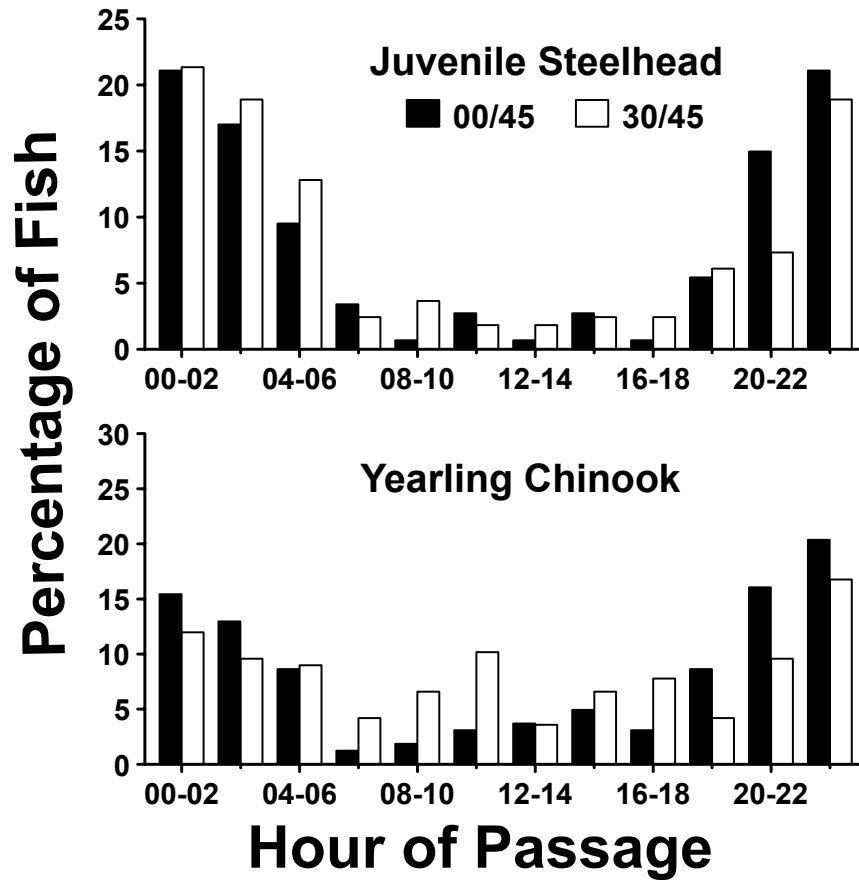 Percentage of Fish
25
20
15
10
5
0
Juvenile Steelhead
00/45 30/45
00-02 04-06 08-10 12-14 16-18 20-22
30
25
20
15
10
5
0
Yearling Chinook
00-02 04-06 08-10 12-14 16-18 20-22
Hour of Passage